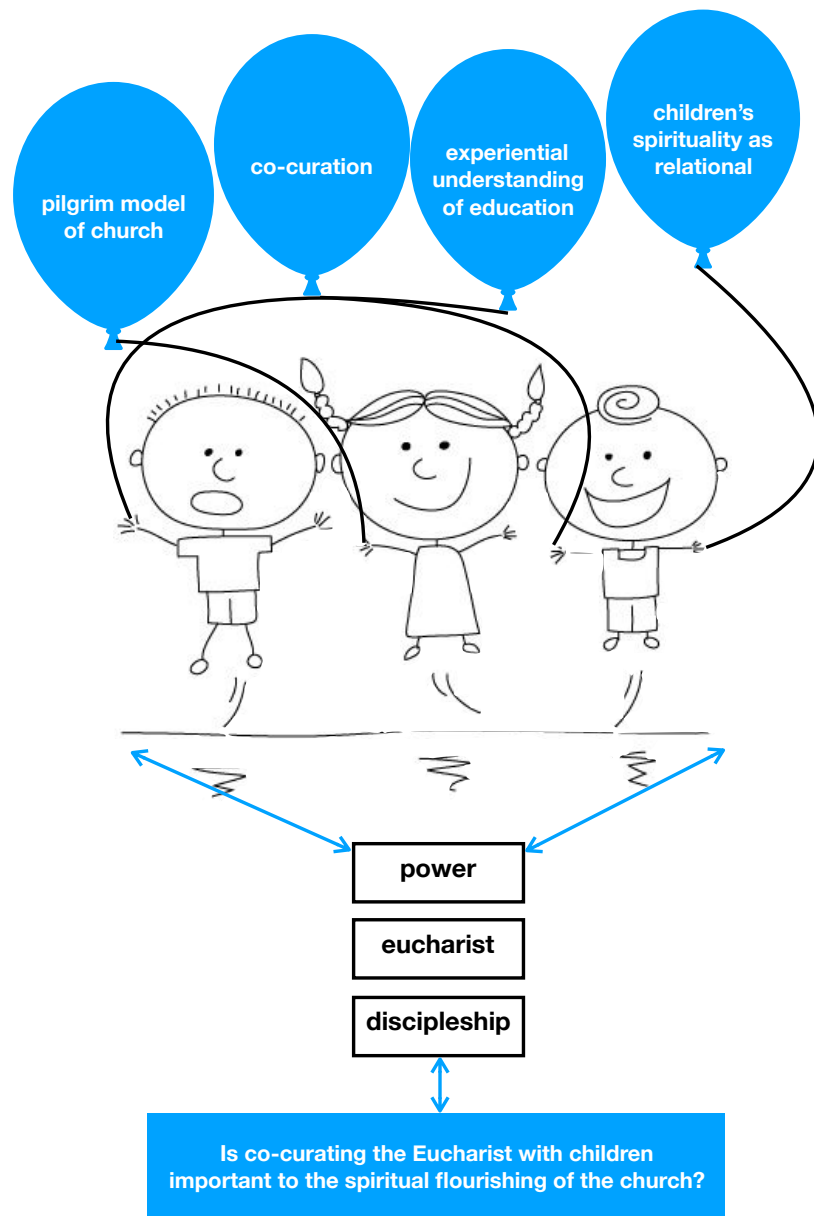 pilgrim model
of church
co-curation
experiential
understanding
of education
children’s
spirituality as
relational
power
eucharist
discipleship
Is co-curating the Eucharist with children
important to the spiritual flourishing of the church?